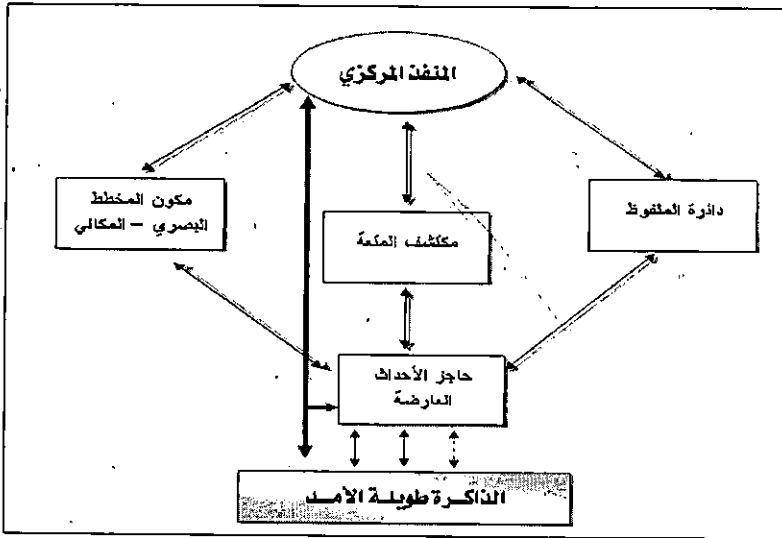 المنفذ المركزي
دائرة الملفوظ
مكتشف المتعة
مكون المخطط
البصري – المكاني
حاجز الأحداث
العارضة
الذاكرة طويلة الأمد